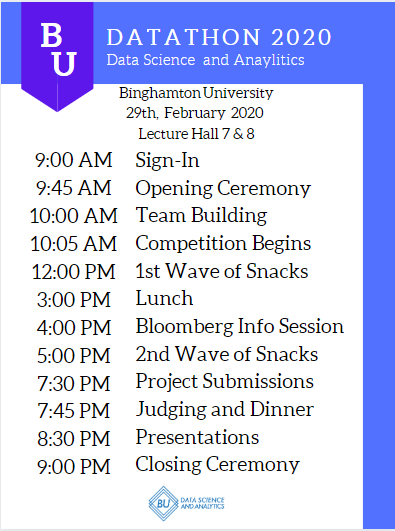 B
U
DATATHON 2020
Data Science and Anaylitics
Binghamton University
29th, February 2020
Lecture Hall 7 & 8
9:00 AM Sign-In
9:45 AM Opening Ceremony
10:00 AM Team Building
10:05 AM Competition Begins
12:00 PM 1st Wave of Snacks
3:00 PM Lunch
4:00 PM Bloomberg Info Session
5:00 PM 2nd Wave of Snacks
7:30 PM Project Submissions
7:45 PM Judging and Dinner
8:30 PM Presentations
9:00 PM Closing Ceremony
BU DATA SCIENCE
AND ANALYTICS